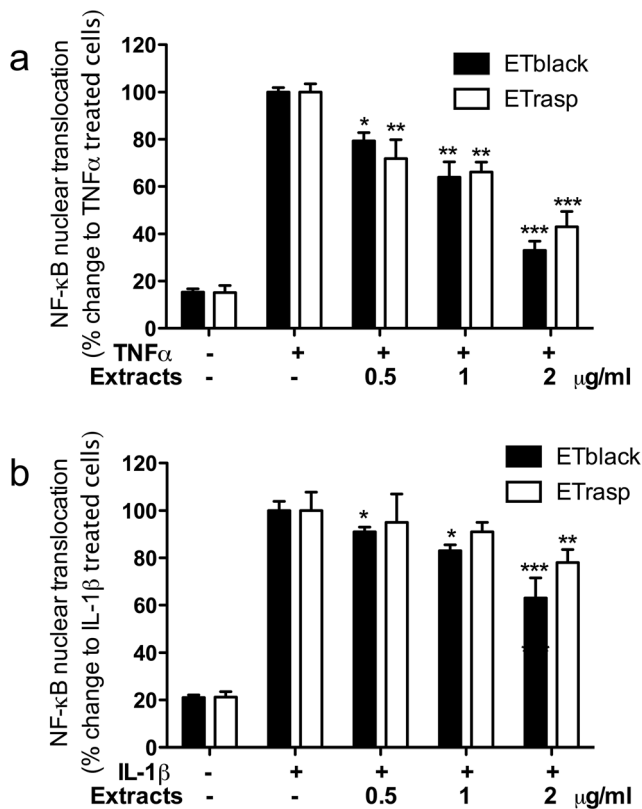 a
NF-κB nuclear translocation
(% change to TNFα treated cells)
120
100
80
60
40
20
0
ETblack
ETrasp
* ** ** ** *** ***
TNFα - + + + +
Extracts - - 0.5 1 2 μg/ml
b
NF-κB nuclear translocation
(% change to IL-1β treated cells)
120
100
80
60
40
20
0
ETblack
ETrasp
* * *** **
IL-1β - + + + +
Extracts - - 0.5 1 2 μg/ml